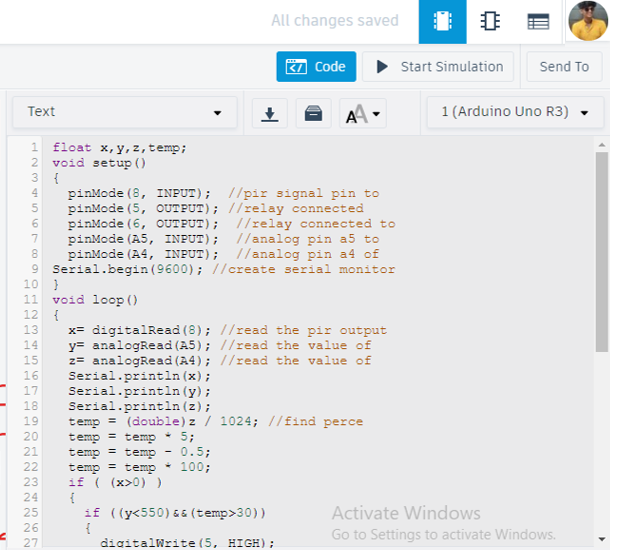 All changes saved
Code
Start Simulation
Send To
Text
1 (Arduino Uno R3)
1 float x,y,z,temp;
2 void setup()
3 {
4 pinMode(8, INPUT); //pir signal pin to
5 pinMode(5, OUTPUT); //relay connected
6 pinMode(6, OUTPUT); //relay connected to
7 pinMode(A5, INPUT); //analog pin a5 to
8 pinMode(A4, INPUT); //analog pin a4 of
9 Serial.begin(9600); //create serial monitor
10 }
11 void loop()
12 {
13 x= digitalRead(8); //read the pir output
14 y= analogRead(A5); //read the value of
15 z= analogRead(A4); //read the value of
16 Serial.println(x);
17 Serial.println(y);
18 Serial.println(z);
19 temp = (double)z / 1024; //find perce
20 temp = temp * 5;
21 temp = temp - 0.5;
22 temp = temp * 100;
23 if ( (x>0) )
24 {
25 if ((y<550)&&(temp>30))
26 {
27 digitalWrite(5, HIGH);
Activate Windows
Go to Settings to activate Windows.